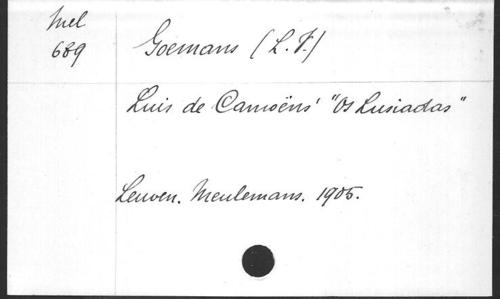 Mel
689
Goemans (L. F.)
Luis de Camoëns' "Os Lusiadas"
Leuven. Meulemans. 1905.